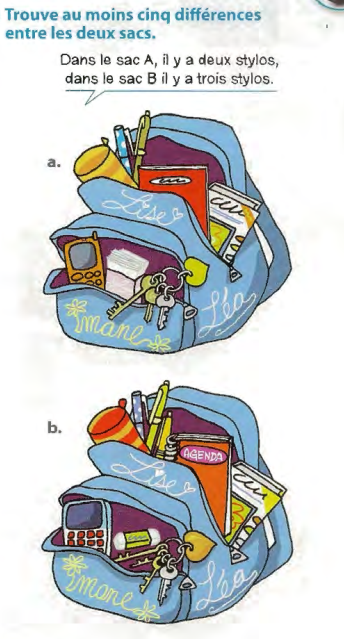 Trouve au moins cinq différences
entre les deux sacs.
Dans le sac A, il y a deux stylos,
dans le sac B il y a trois stylos.
a.
Lise
Léa
imane
b.
AGENDA
Lise
Léa
imane